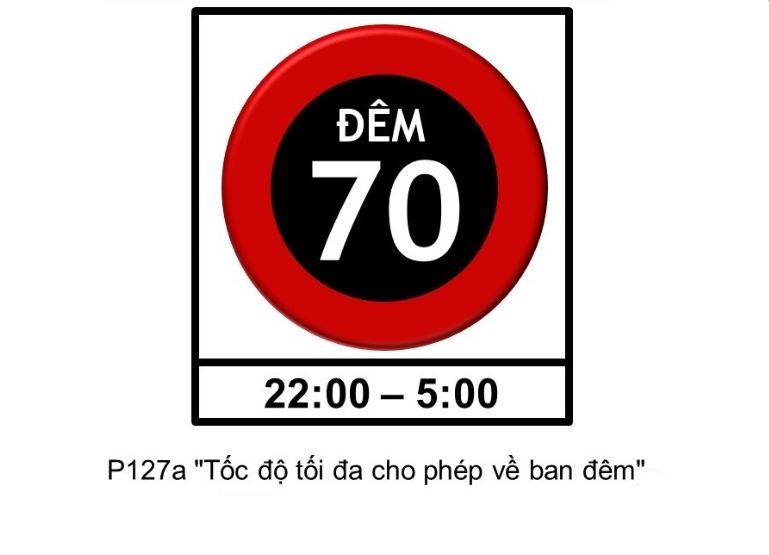 ĐÊM
70
22:00 – 5:00
P127a "Tốc độ tối đa cho phép về ban đêm"